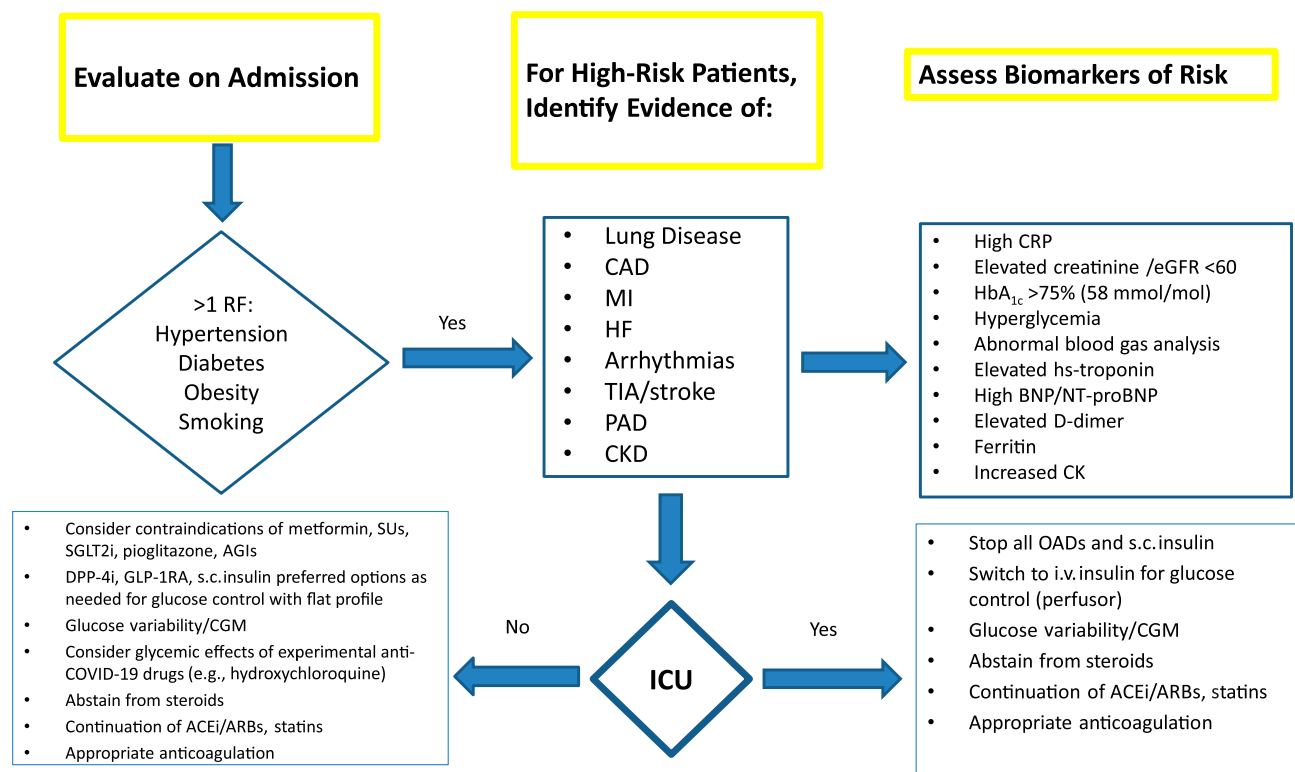 Evaluate on Admission
For High-Risk Patients,
Identify Evidence of:
Assess Biomarkers of Risk
>1 RF:
Hypertension
Diabetes
Obesity
Smoking
Yes
• Lung Disease
• CAD
• MI
• HF
• Arrhythmias
• TIA/stroke
• PAD
• CKD
• High CRP
• Elevated creatinine /eGFR <60
• HbA1c >75% (58 mmol/mol)
• Hyperglycemia
• Abnormal blood gas analysis
• Elevated hs-troponin
• High BNP/NT-proBNP
• Elevated D-dimer
• Ferritin
• Increased CK
• Consider contraindications of metformin, SUs,
SGLT2i, pioglitazone, AGIs
• DPP-4i, GLP-1RA, s.c.insulin preferred options as
needed for glucose control with flat profile
• Glucose variability/CGM
• Consider glycemic effects of experimental anti-
COVID-19 drugs (e.g., hydroxychloroquine)
• Abstain from steroids
• Continuation of ACEi/ARBs, statins
• Appropriate anticoagulation
No
ICU
Yes
• Stop all OADs and s.c.insulin
• Switch to i.v.insulin for glucose
control (perfusor)
• Glucose variability/CGM
• Abstain from steroids
• Continuation of ACEi/ARBs, statins
• Appropriate anticoagulation